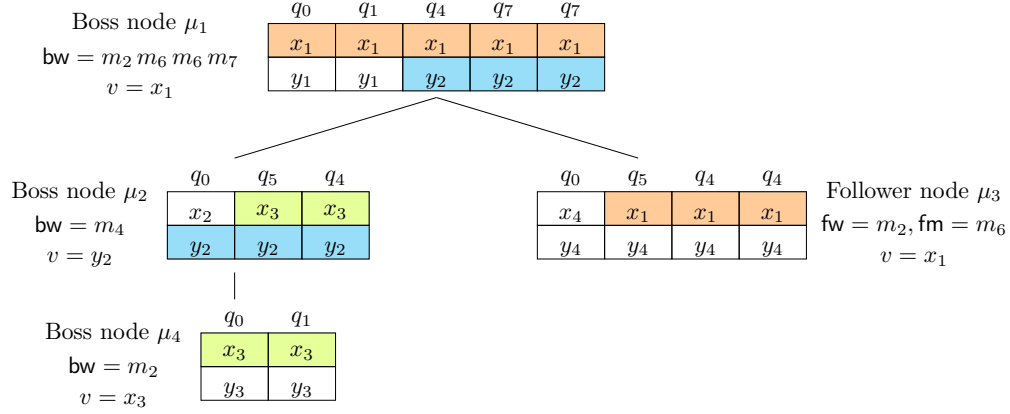 q₀ q₁ q₄ q₇ q₇
Boss node μ₁
x₁ x₁ x₁ x₁ x₁
bw = m₂ m₆ m₆ m₇
y₁ y₁ y₂ y₂ y₂
v = x₁
q₀ q₅ q₄
Boss node μ₂
x₂ x₃ x₃
bw = m₄
y₂ y₂ y₂
v = y₂
q₀ q₅ q₄ q₄
Follower node μ₃
x₄ x₁ x₁ x₁
fw = m₂, fm = m₆
y₄ y₄ y₄ y₄
v = x₁
q₀ q₁
Boss node μ₄
x₃ x₃
bw = m₂
y₃ y₃
v = x₃